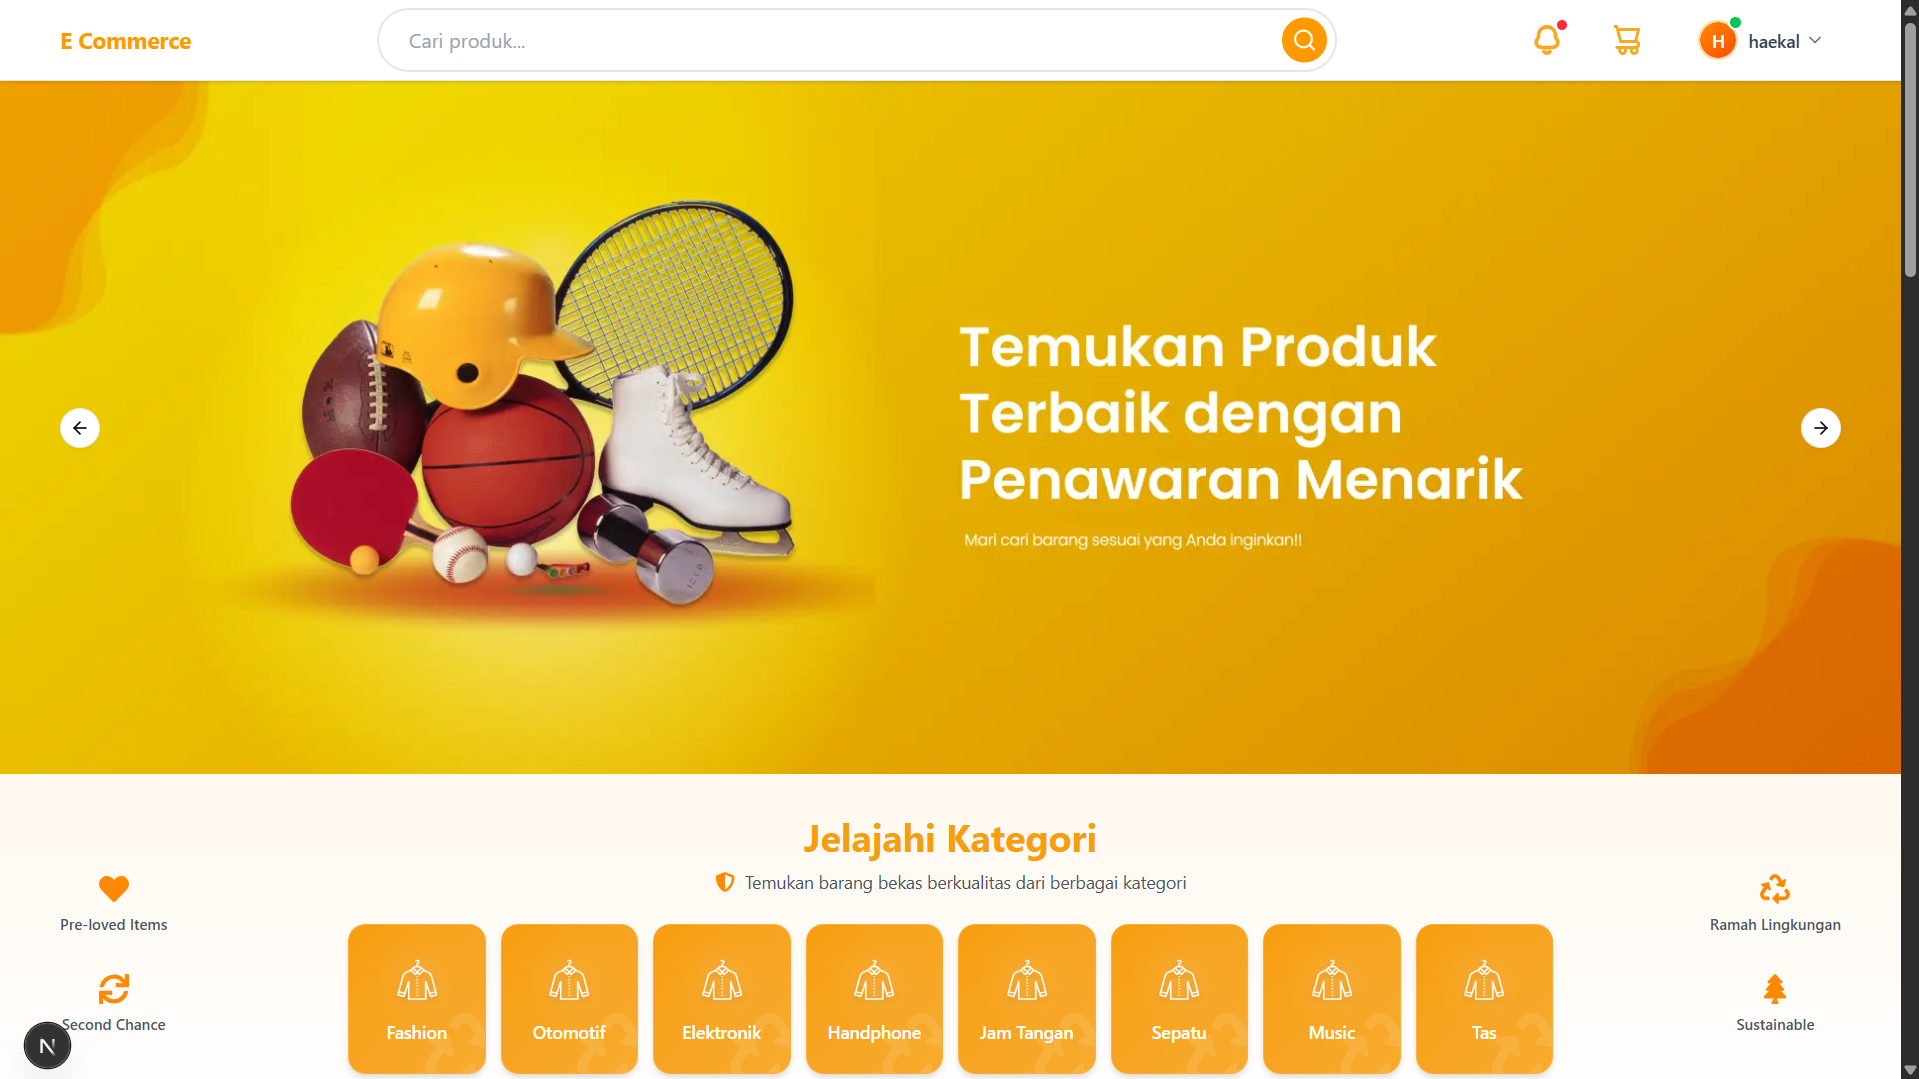 E Commerce
Cari produk...
H
haekal
Temukan Produk
Terbaik dengan
Penawaran Menarik
Mari cari barang sesuai yang Anda inginkan!!
Jelajahi Kategori
Temukan barang bekas berkualitas dari berbagai kategori
Pre-loved Items
Second Chance
Ramah Lingkungan
Sustainable
Fashion
Otomotif
Elektronik
Handphone
Jam Tangan
Sepatu
Music
Tas
N